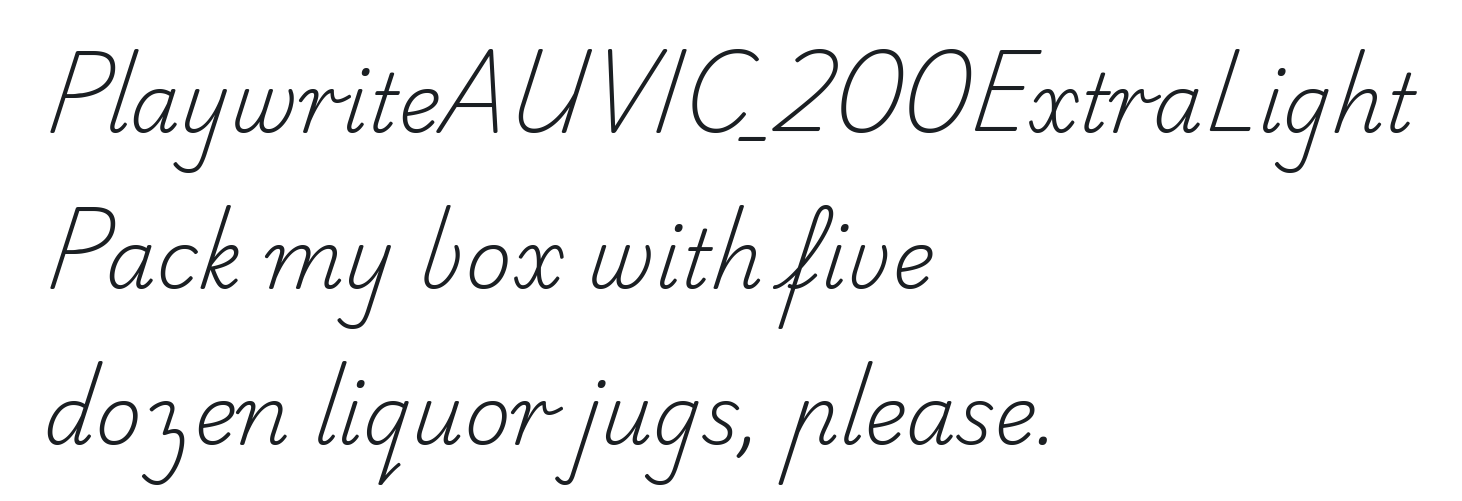 PlaywriteAUVIC_200ExtraLight
Pack my box with five
dozen liquor jugs, please.